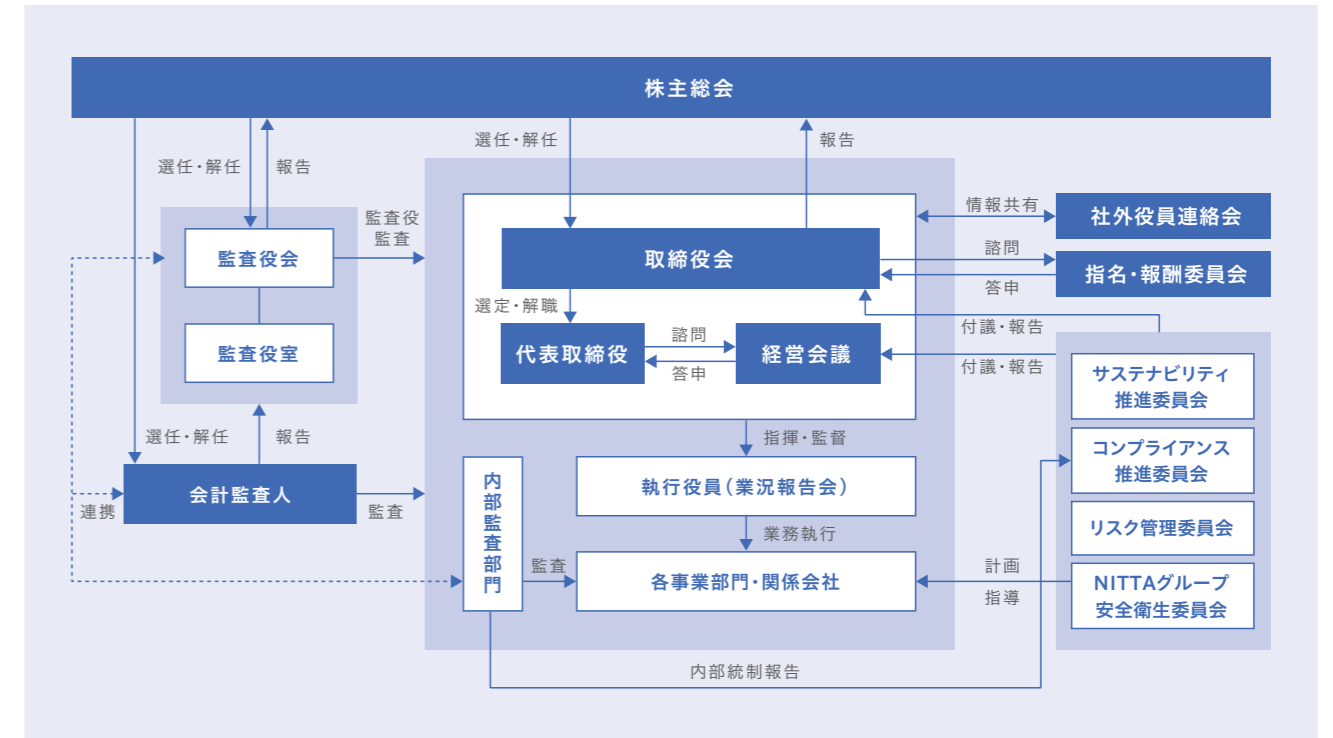 株主総会
選任・解任
報告
選任・解任
報告
監査役
監査
情報共有
社外役員連絡会
監査役会
取締役会
諮問
答申
指名・報酬委員会
選定・解職
付議・報告
監査役室
代表取締役
諮問
答申
経営会議
付議・報告
サステナビリティ
推進委員会
選任・解任
報告
指揮・監督
コンプライアンス
推進委員会
会計監査人
連携
監査
内部監査部門
執行役員（業況報告会）
業務執行
リスク管理委員会
監査
各事業部門・関係会社
計画
指導
NITTAグループ
安全衛生委員会
内部統制報告